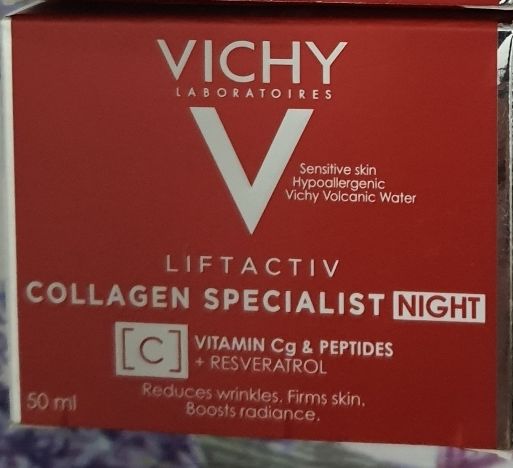 VICHY
LABORATOIRES
V
Sensitive skin
Hypoallergenic
Vichy Volcanic Water
LIFTACTIV
COLLAGEN SPECIALIST NIGHT
[C]
VITAMIN Cg & PEPTIDES
+ RESVERATROL
Reduces wrinkles. Firms skin.
Boosts radiance.
50 ml